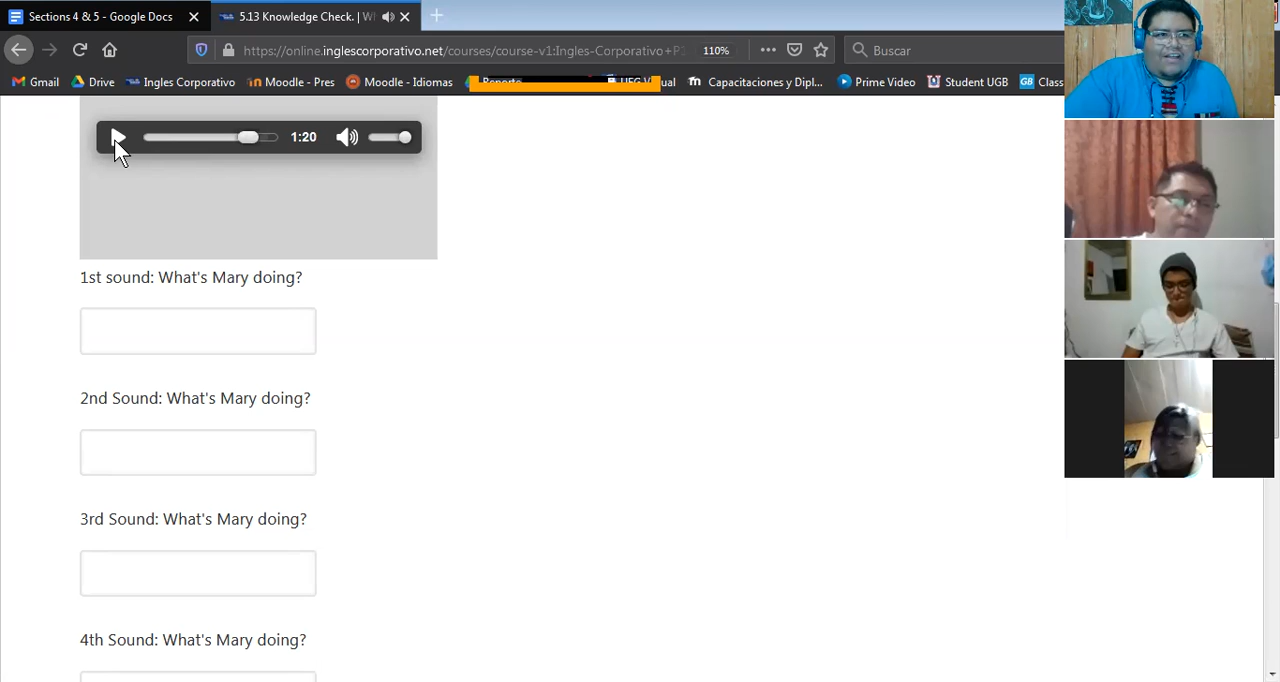 Sections 4 & 5 - Google Docs
5.13 Knowledge Check. | W
https://online.inglescorporativo.net/courses/course-v1:Ingles-Corporativo+P
110%
Buscar
Gmail
Drive
Ingles Corporativo
Moodle - Pres
Moodle - Idiomas
Capacitaciones y Dipl...
Prime Video
Student UGB
GB Class
1:20
1st sound: What's Mary doing?
2nd Sound: What's Mary doing?
3rd Sound: What's Mary doing?
4th Sound: What's Mary doing?